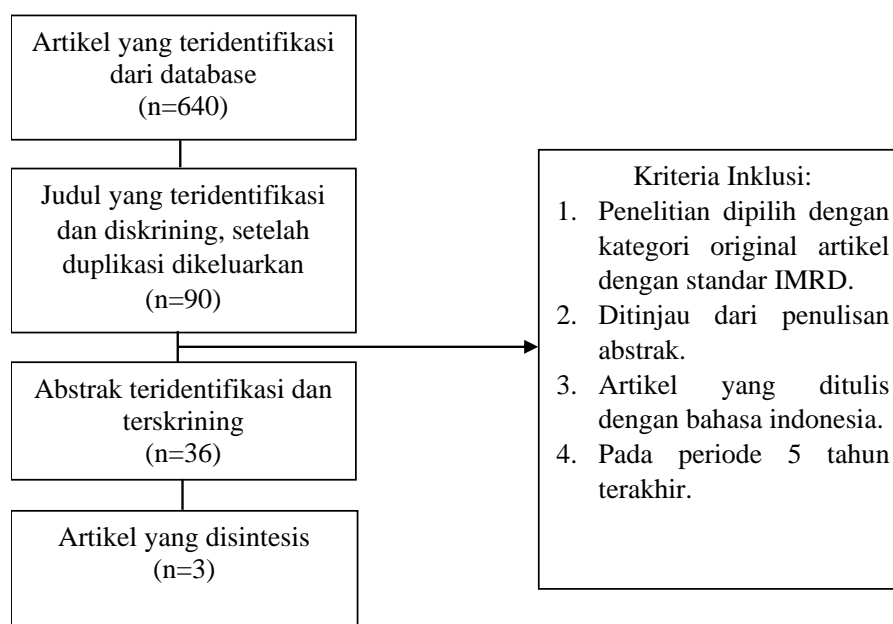 Artikel yang teridentifikasi
dari database
(n=640)
Judul yang teridentifikasi
dan diskrining, setelah
duplikasi dikeluarkan
(n=90)
Abstrak teridentifikasi dan
terskrining
(n=36)
Artikel yang disintesis
(n=3)
Kriteria Inklusi:
1. Penelitian dipilih dengan
kategori original artikel
dengan standar IMRD.
2. Ditinjau dari penulisan
abstrak.
3. Artikel yang ditulis
dengan bahasa indonesia.
4. Pada periode 5 tahun
terakhir.